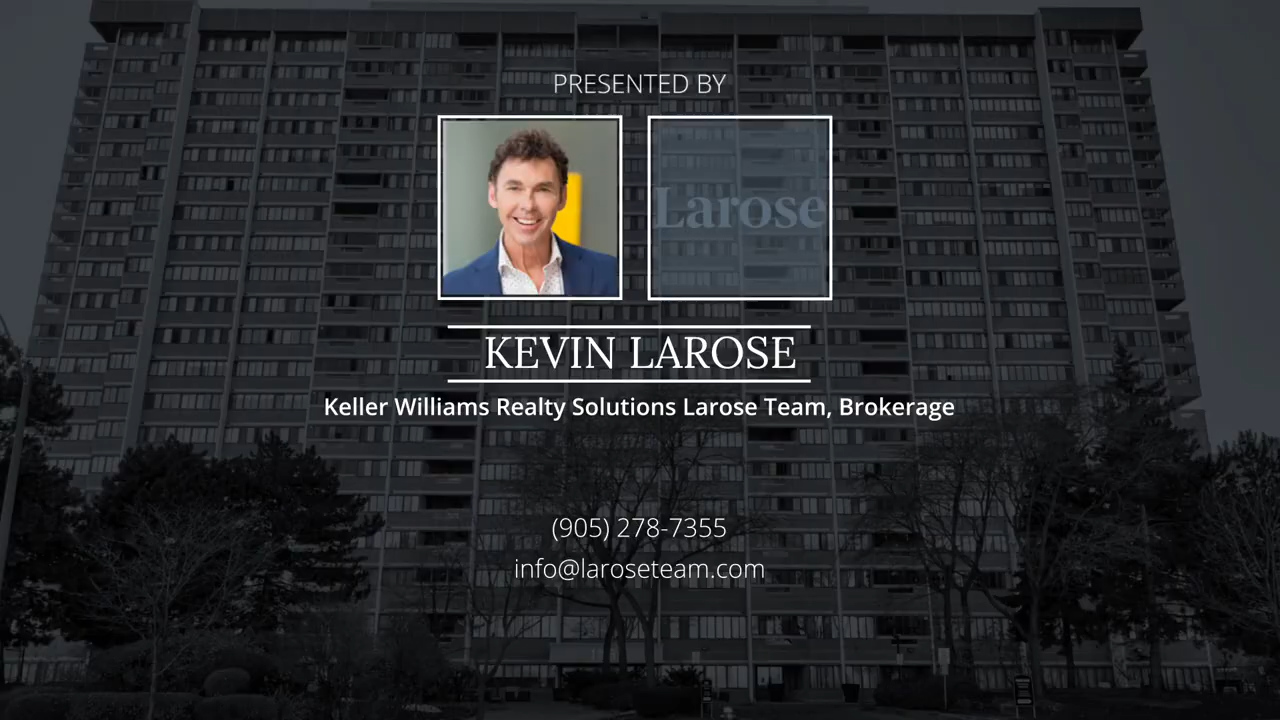 PRESENTED BY
Larose
KEVIN LAROSE
Keller Williams Realty Solutions Larose Team, Brokerage
(905) 278-7355
info@laroseteam.com